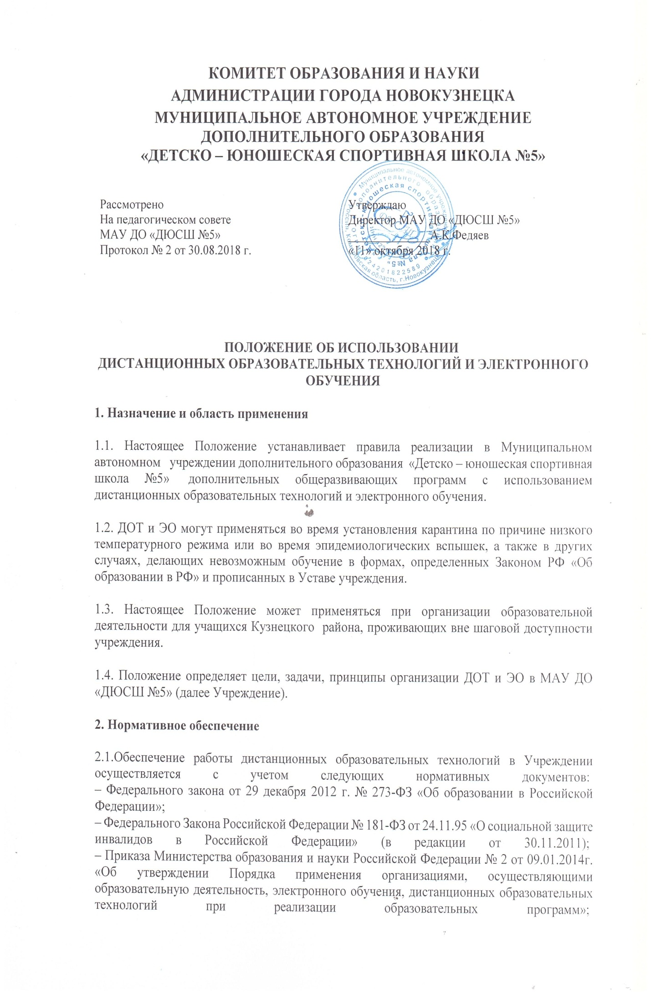 КОМИТЕТ ОБРАЗОВАНИЯ И НАУКИ
АДМИНИСТРАЦИИ ГОРОДА НОВОКУЗНЕЦКА
МУНИЦИПАЛЬНОЕ АВТОНОМНОЕ УЧРЕЖДЕНИЕ
ДОПОЛНИТЕЛЬНОГО ОБРАЗОВАНИЯ
«ДЕТСКО – ЮНОШЕСКАЯ СПОРТИВНАЯ ШКОЛА №5»
Рассмотрено
На педагогическом совете
МАУ ДО «ДЮСШ №5»
Протокол № 2 от 30.08.2018 г.
Утверждаю
Директор МАУ ДО «ДЮСШ №5»
А.К.Федяев
«11» октября 2018 г.
Муниципальное автономное учреждение
дополнительного образования
Детско-юношеская спортивная школа №5
Россия, Кемеровская область, г.Новокузнецк
ПОЛОЖЕНИЕ ОБ ИСПОЛЬЗОВАНИИ
ДИСТАНЦИОННЫХ ОБРАЗОВАТЕЛЬНЫХ ТЕХНОЛОГИЙ И ЭЛЕКТРОННОГО
ОБУЧЕНИЯ
1. Назначение и область применения
1.1. Настоящее Положение устанавливает правила реализации в Муниципальном
автономном учреждении дополнительного образования «Детско – юношеская спортивная
школа №5» дополнительных общеразвивающих программ с использованием
дистанционных образовательных технологий и электронного обучения.
1.2. ДОТ и ЭО могут применяться во время установления карантина по причине низкого
температурного режима или во время эпидемиологических вспышек, а также в других
случаях, делающих невозможным обучение в формах, определенных Законом РФ «Об
образовании в РФ» и прописанных в Уставе учреждения.
1.3. Настоящее Положение может применяться при организации образовательной
деятельности для учащихся Кузнецкого района, проживающих вне шаговой доступности
учреждения.
1.4. Положение определяет цели, задачи, принципы организации ДОТ и ЭО в МАУ ДО
«ДЮСШ №5» (далее Учреждение).
2. Нормативное обеспечение
2.1.Обеспечение работы дистанционных образовательных технологий в Учреждении
осуществляется с учетом следующих нормативных документов:
– Федерального закона от 29 декабря 2012 г. № 273-ФЗ «Об образовании в Российской
Федерации»;
– Федерального Закона Российской Федерации № 181-ФЗ от 24.11.95 «О социальной защите
инвалидов в Российской Федерации» (в редакции от 30.11.2011);
– Приказа Министерства образования и науки Российской Федерации № 2 от 09.01.2014г.
«Об утверждении Порядка применения организациями, осуществляющими
образовательную деятельность, электронного обучения, дистанционных образовательных
технологий при реализации образовательных программ»;